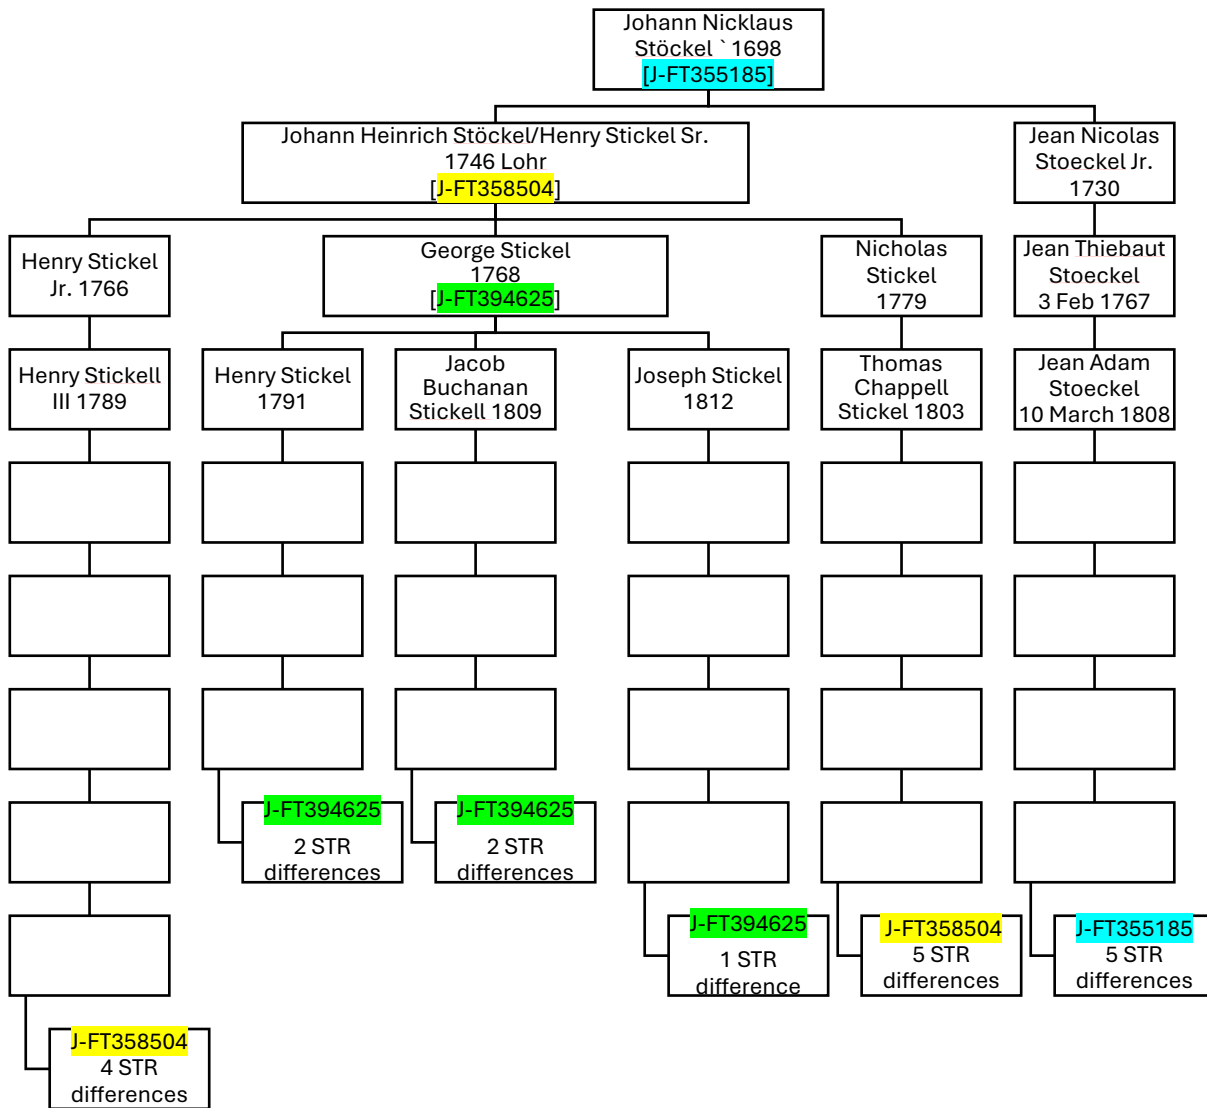 Johann Nicklaus
Stöckel ` 1698
[J-FT355185]
Johann Heinrich Stöckel/Henry Stickel Sr.
1746 Lohr
[J-FT358504]
Jean Nicolas
Stoeckel Jr.
1730
Henry Stickel
Jr. 1766
George Stickel
1768
[J-FT394625]
Nicholas
Stickel
1779
Jean Thiebaut
Stoeckel
3 Feb 1767
Henry Stickell
III 1789
Henry Stickel
1791
Jacob
Buchanan
Stickell 1809
Joseph Stickel
1812
Thomas
Chappell
Stickel 1803
Jean Adam
Stoeckel
10 March 1808
J-FT394625
2 STR
differences
J-FT394625
2 STR
differences
J-FT394625
1 STR
difference
J-FT358504
5 STR
differences
J-FT355185
5 STR
differences
J-FT358504
4 STR
differences